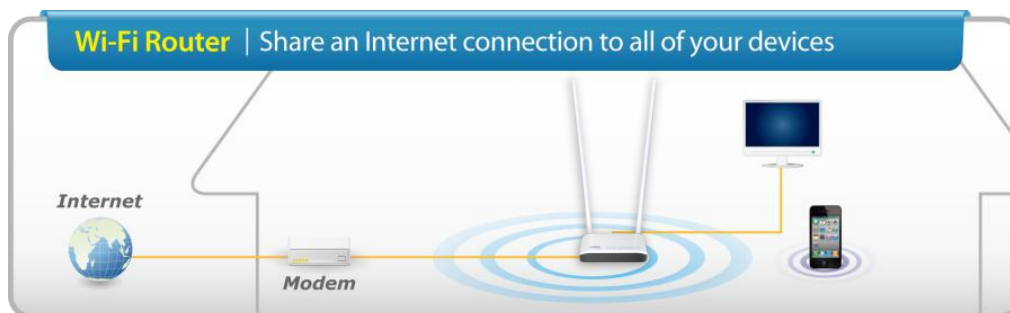 Wi-Fi Router | Share an Internet connection to all of your devices
Internet
Modem